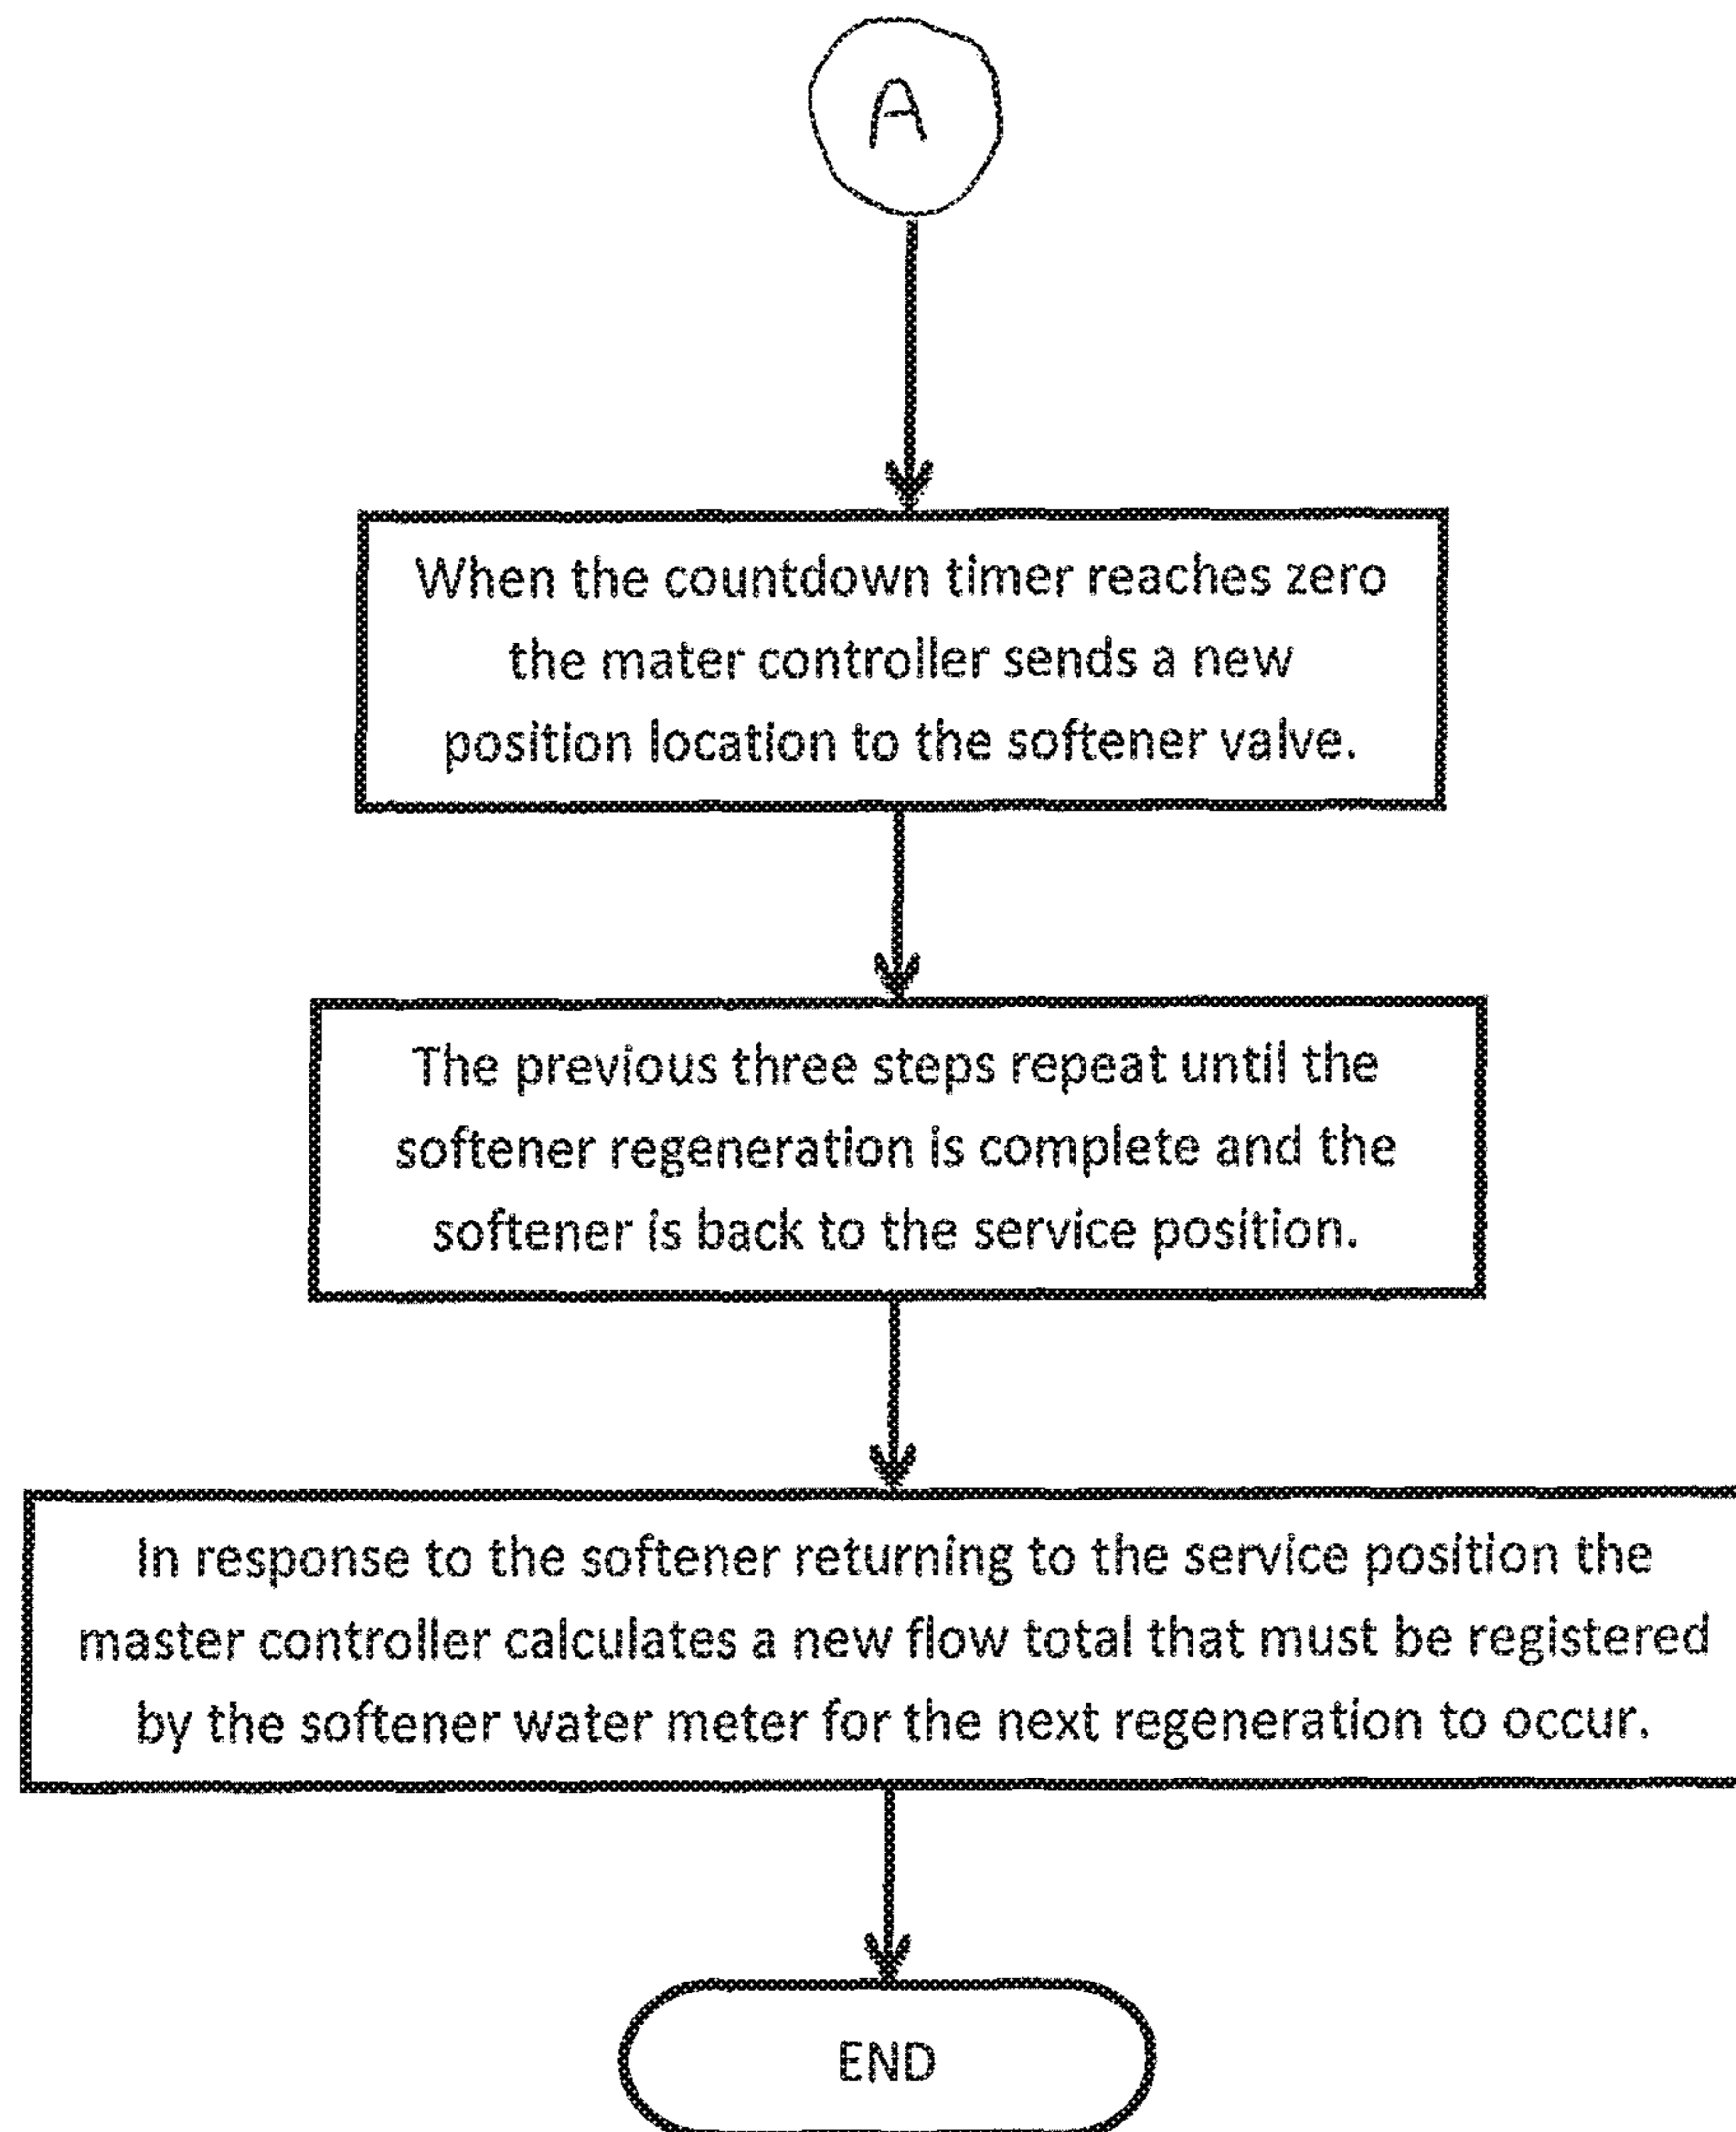 A
When the countdown timer reaches zero
the mater controller sends a new
position location to the softener valve.
The previous three steps repeat until the
softener regeneration is complete and the
softener is back to the service position.
In response to the softener returning to the service position the
master controller calculates a new flow total that must be registered
by the softener water meter for the next regeneration to occur.
END